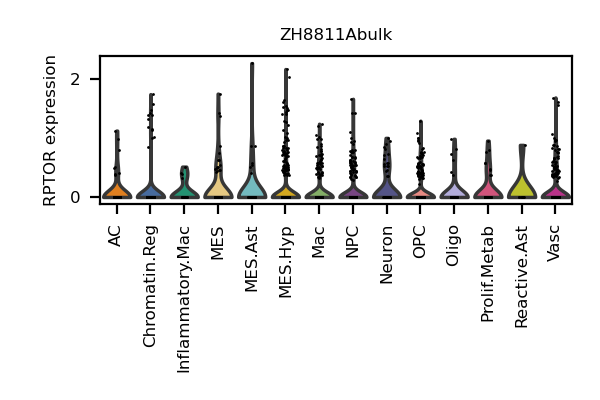 ZH8811Abulk
RPTOR expression
2
0
AC
Chromatin.Reg
Inflammatory.Mac
MES
MES.Ast
MES.Hyp
Mac
NPC
Neuron
OPC
Oligo
Prolif.Metab
Reactive.Ast
Vasc